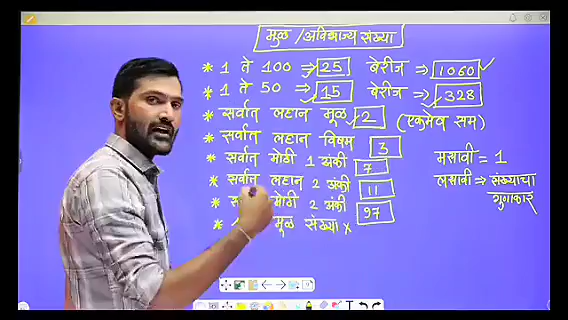 मुळ / अविभाज्य संख्या
* 1 ते 100 ⇒ 25 बेरीज ⇒ 1060
* 1 ते 50 ⇒ 15 बेरीज ⇒ 328
* सर्वात लहान मूळ ⇒ 2 (एकमेव सम)
* सर्वात लहान विषम 3
* सर्वात मोठी 1 अंकी 7
* सर्वात लहान 2 अंकी 11
* मोठी 2 अंकी 97
* मूळ संख्या x
मसावी = 1
लसावी ⇒ संख्याचा
गुणाकार